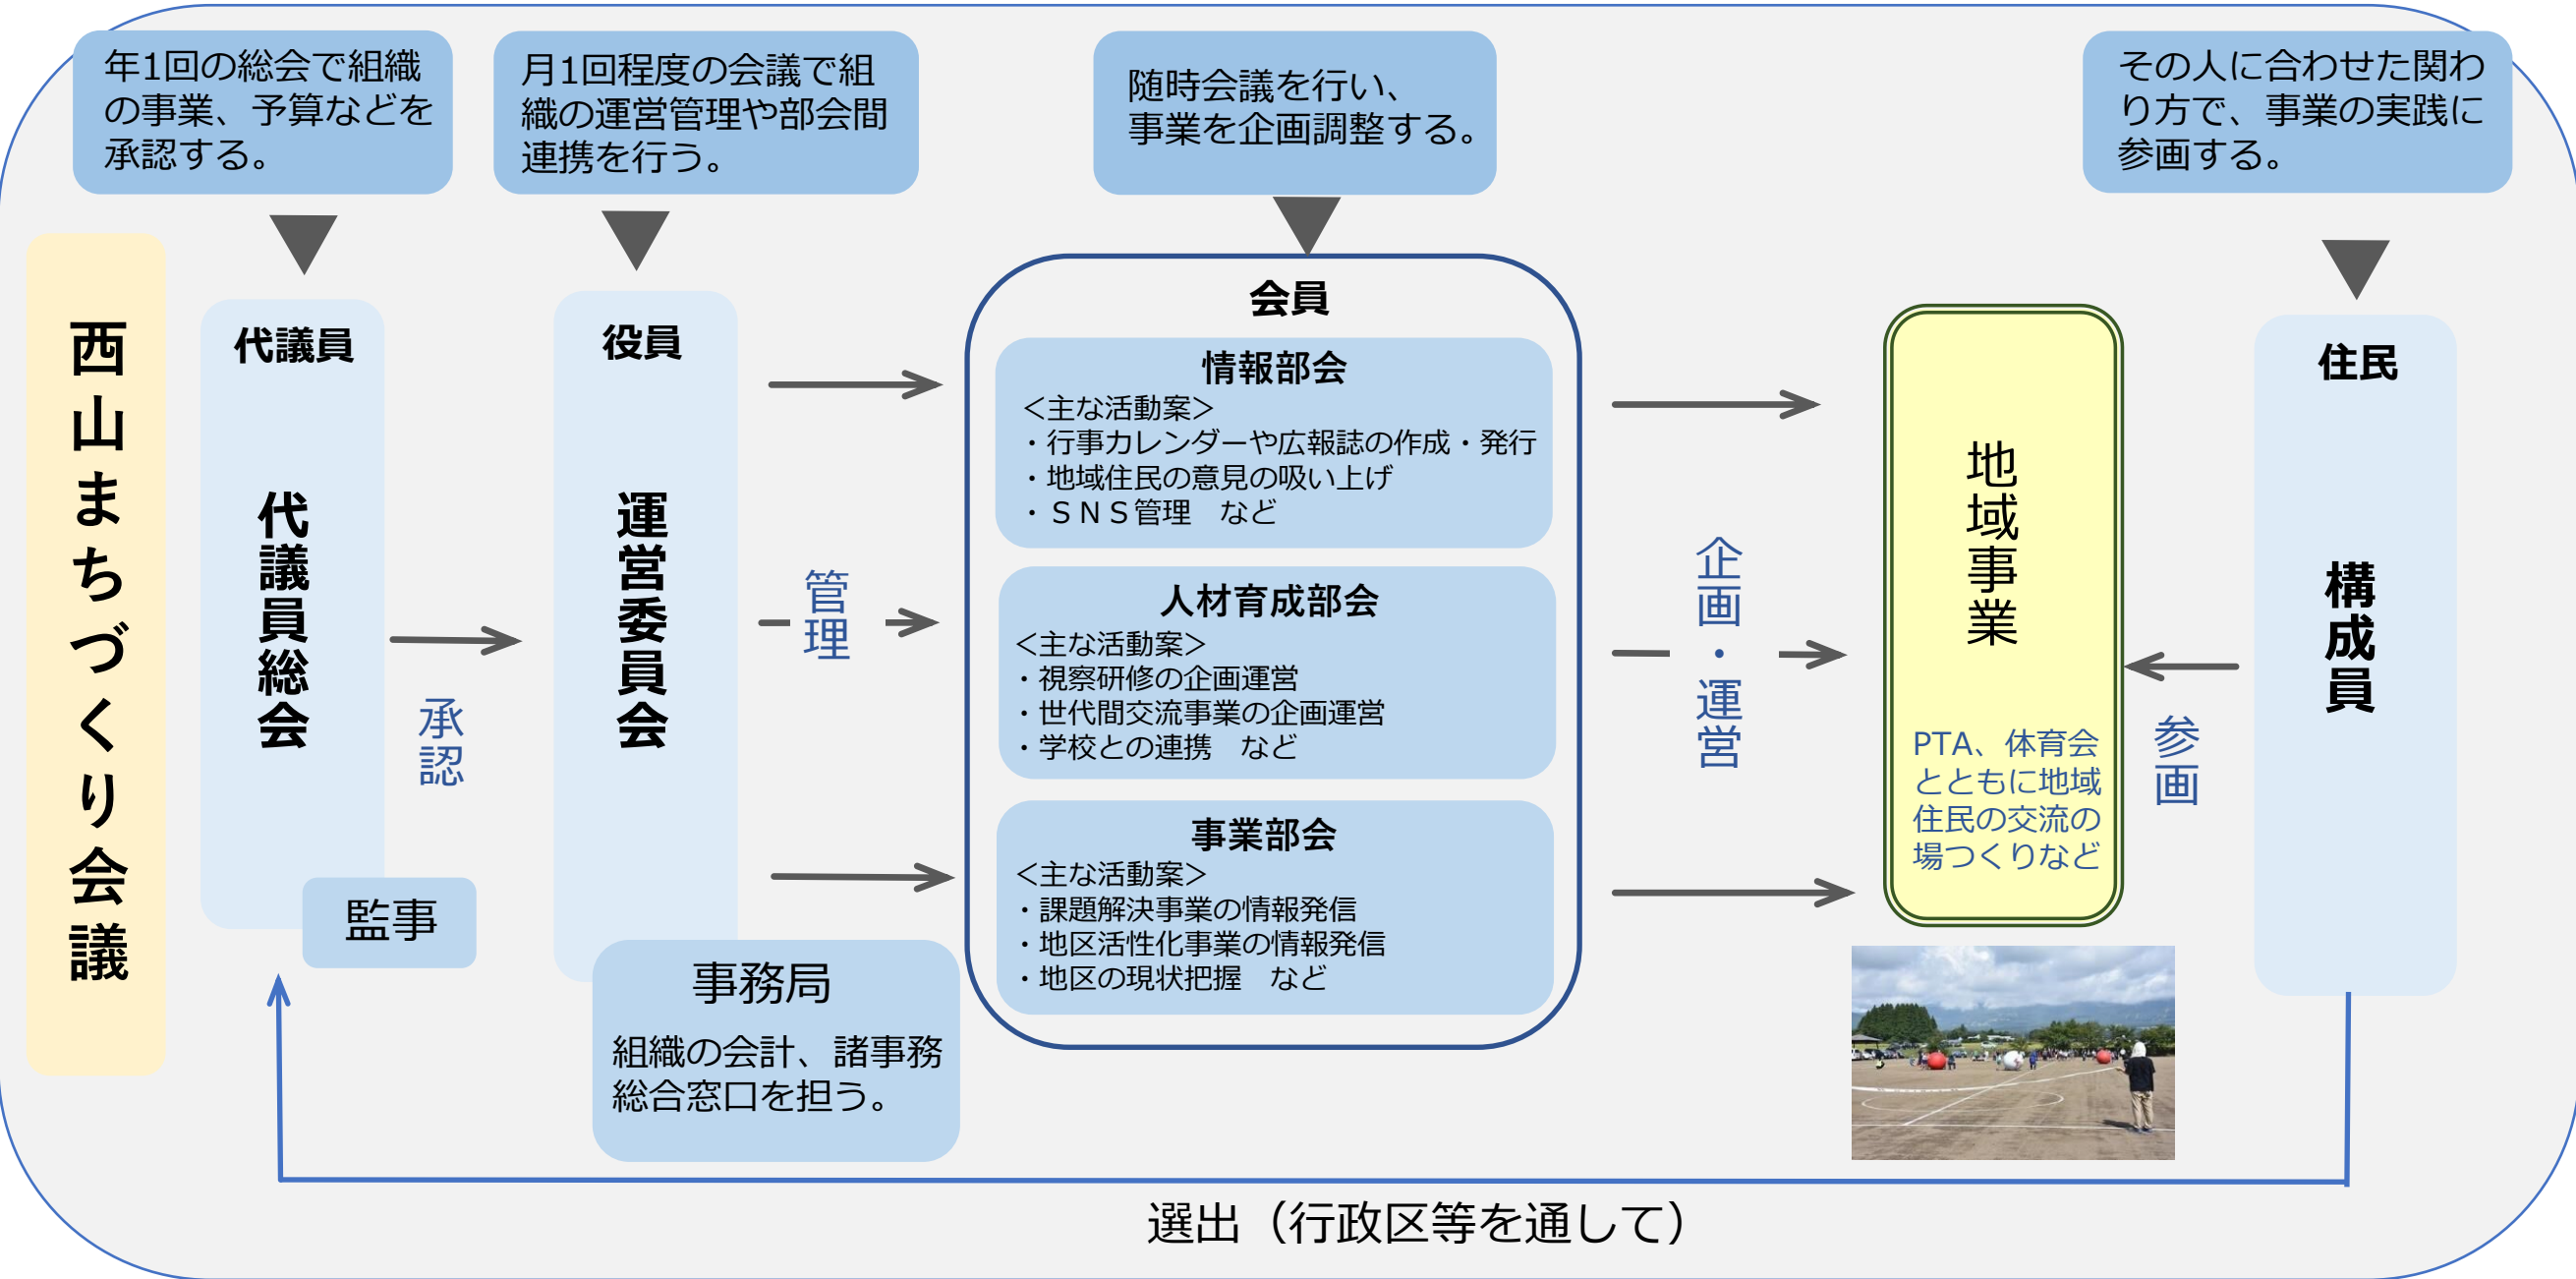 年1回の総会で組織
の事業、予算などを
承認する。
月1回程度の会議で組
織の運営管理や部会間
連携を行う。
随時会議を行い、
事業を企画調整する。
その人に合わせた関わ
り方で、事業の実践に
参画する。
西山まちづくり会議
代議員
代議員総会
監事
承認
役員
運営委員会
事務局
組織の会計、諸事務
総合窓口を担う。
管理
会員
情報部会
＜主な活動案＞
・行事カレンダーや広報誌の作成・発行
・地域住民の意見の吸い上げ
・ＳＮＳ管理　など
人材育成部会
＜主な活動案＞
・視察研修の企画運営
・世代間交流事業の企画運営
・学校との連携　など
事業部会
＜主な活動案＞
・課題解決事業の情報発信
・地区活性化事業の情報発信
・地区の現状把握　など
企画・運営
地域事業
PTA、体育会
とともに地域
住民の交流の
場つくりなど
参画
住民
構成員
選出（行政区等を通して）